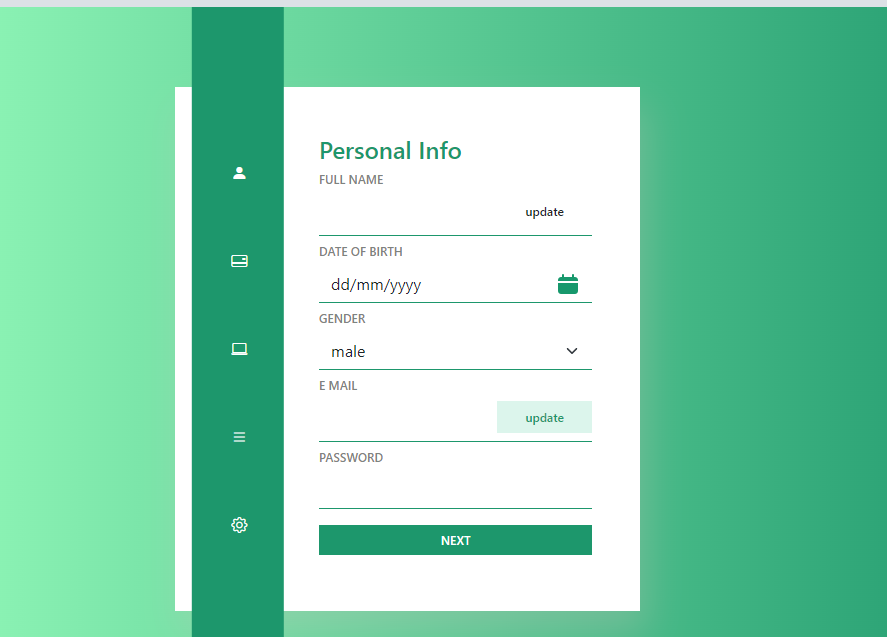 Personal Info
FULL NAME
update
DATE OF BIRTH
dd/mm/yyyy
GENDER
male
E MAIL
update
PASSWORD
NEXT